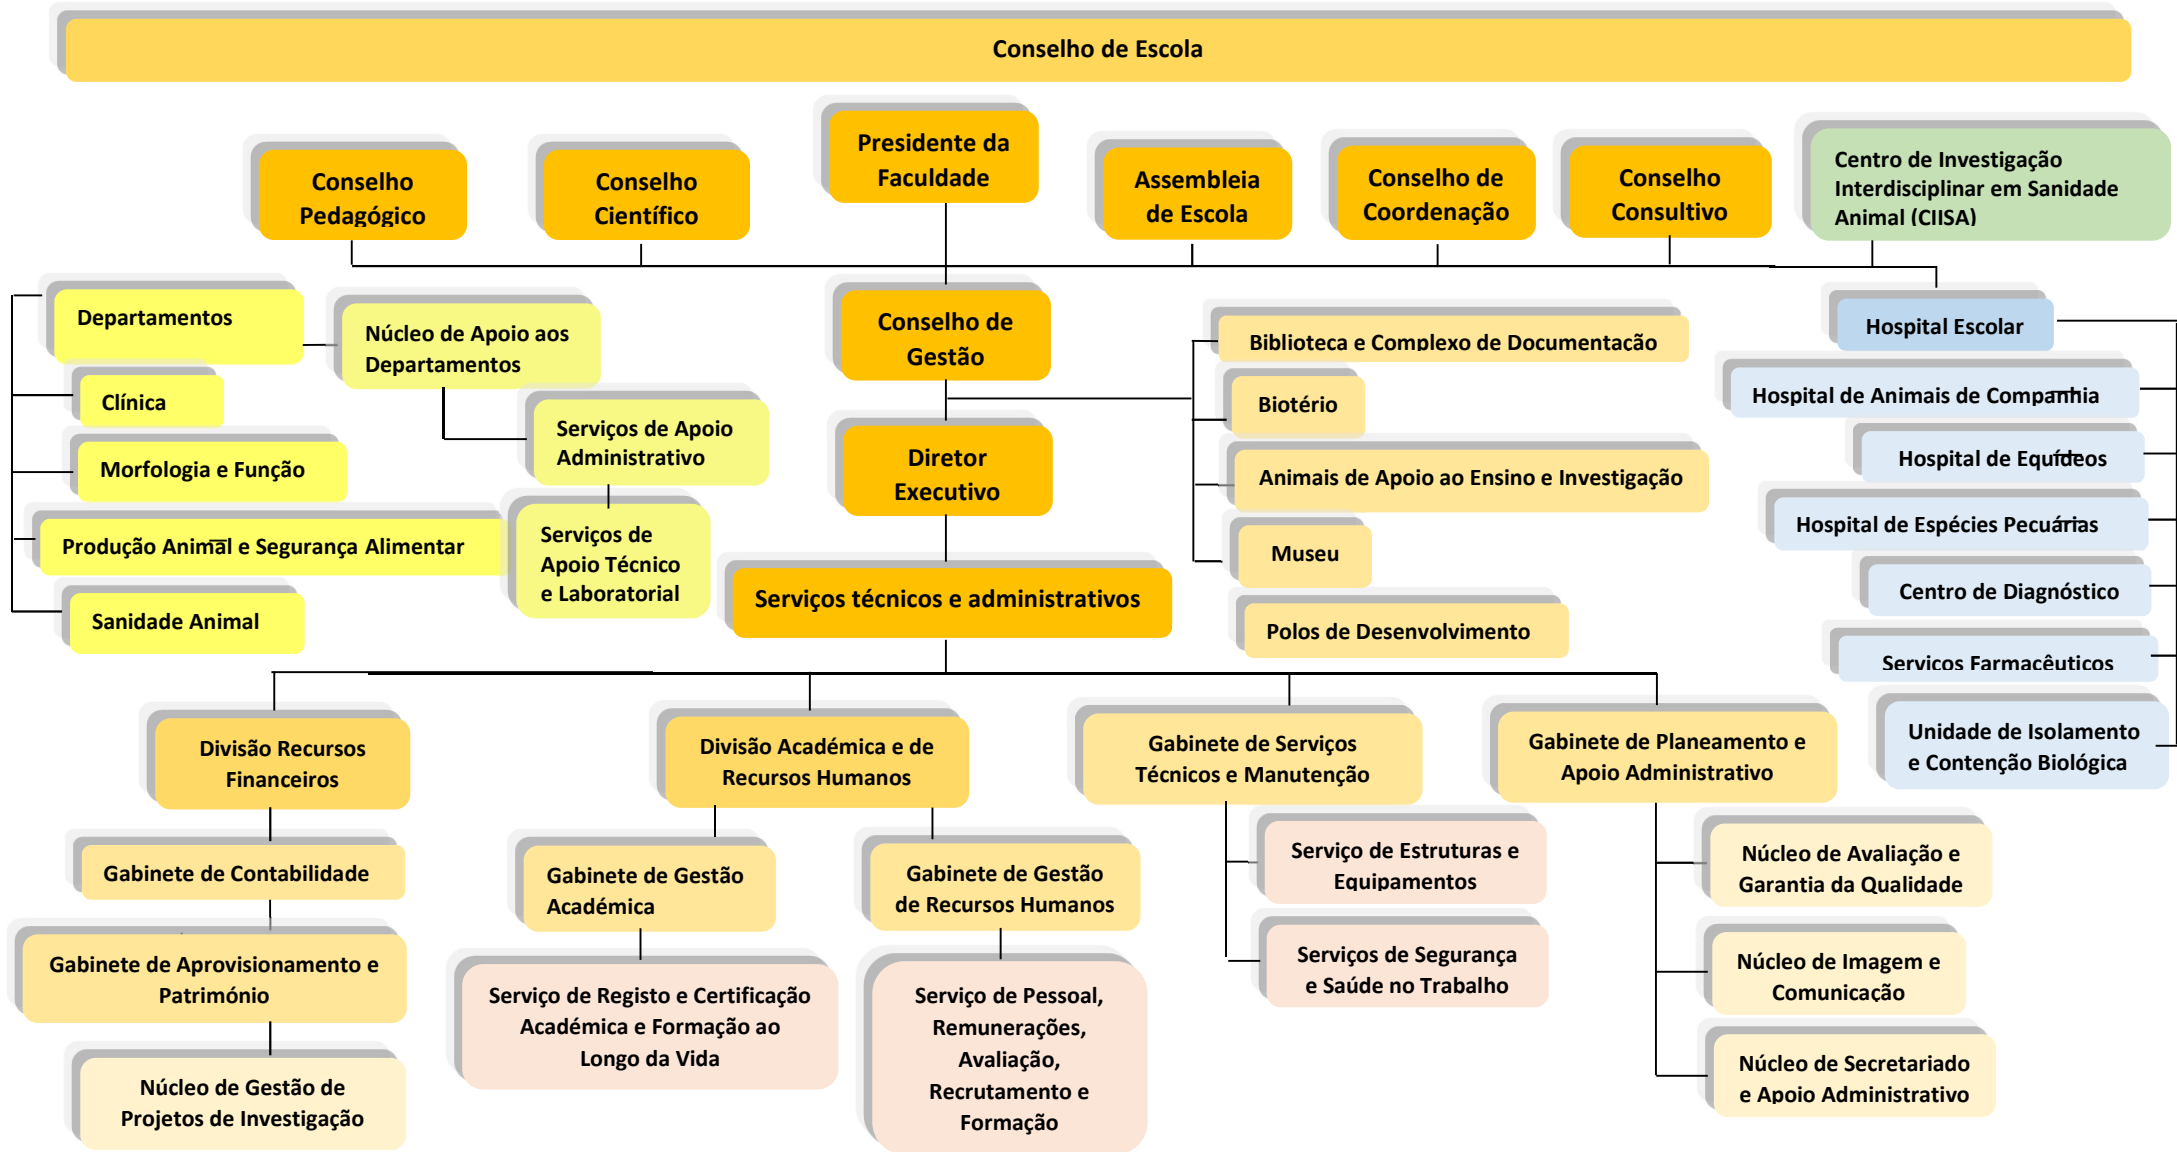 Conselho de Escola
Conselho
Pedagógico
Conselho
Científico
Presidente da
Faculdade
Assembleia
de Escola
Conselho de
Coordenação
Conselho
Consultivo
Centro de Investigação
Interdisciplinar em Sanidade
Animal (CIISA)
Departamentos
Clínica
Morfologia e Função
Produção Animal e Segurança Alimentar
Sanidade Animal
Núcleo de Apoio aos
Departamentos
Serviços de Apoio
Administrativo
Serviços de
Apoio Técnico
e Laboratorial
Conselho de
Gestão
Diretor
Executivo
Serviços técnicos e administrativos
Biblioteca e Complexo de Documentação
Biotério
Animais de Apoio ao Ensino e Investigação
Museu
Polos de Desenvolvimento
Hospital Escolar
Hospital de Animais de Companhia
Hospital de Equídeos
Hospital de Espécies Pecuárias
Centro de Diagnóstico
Serviços Farmacêuticos
Unidade de Isolamento
e Contenção Biológica
Divisão Recursos
Financeiros
Gabinete de Contabilidade
Gabinete de Aprovisionamento e
Património
Núcleo de Gestão de
Projetos de Investigação
Divisão Académica e de
Recursos Humanos
Gabinete de Gestão
Académica
Serviço de Registo e Certificação
Académica e Formação ao
Longo da Vida
Gabinete de Gestão
de Recursos Humanos
Serviço de Pessoal,
Remunerações,
Avaliação,
Recrutamento e
Formação
Gabinete de Serviços
Técnicos e Manutenção
Serviço de Estruturas e
Equipamentos
Serviços de Segurança
e Saúde no Trabalho
Gabinete de Planeamento e
Apoio Administrativo
Núcleo de Avaliação e
Garantia da Qualidade
Núcleo de Imagem e
Comunicação
Núcleo de Secretariado
e Apoio Administrativo